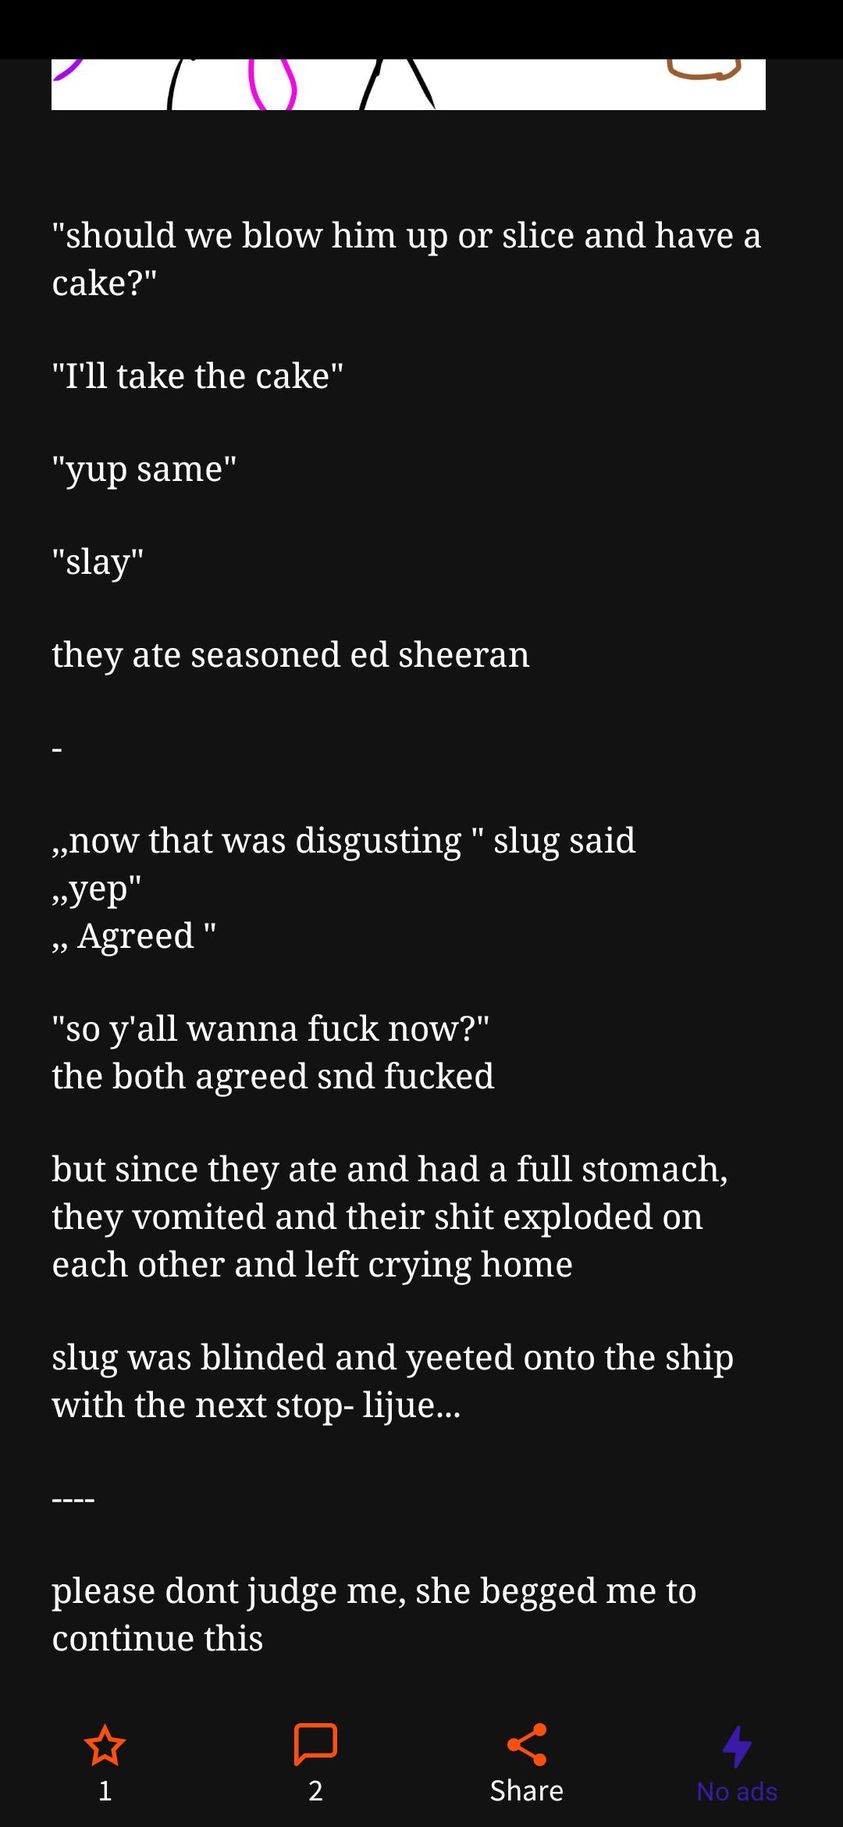 "should we blow him up or slice and have a
cake?"
"I'll take the cake"
"yup same"
"slay"
they ate seasoned ed sheeran
-
,,now that was disgusting " slug said
,,yep"
,, Agreed "
"so y'all wanna fuck now?"
the both agreed snd fucked
but since they ate and had a full stomach,
they vomited and their shit exploded on
each other and left crying home
slug was blinded and yeeted onto the ship
with the next stop- lijue...
----
please dont judge me, she begged me to
continue this
1
2
Share
No ads